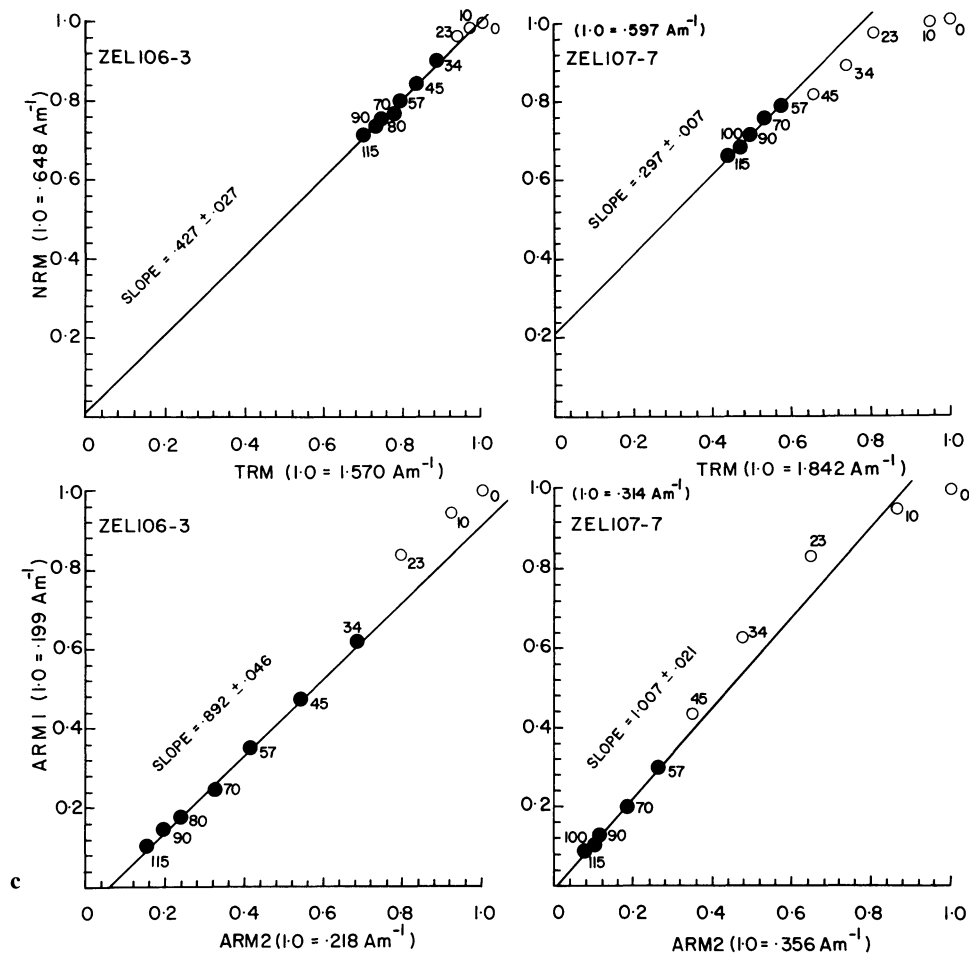 1·0
0·8
0·6
0·4
0·2
NRM (1·0 = ·648 Am⁻¹)
ZEL106-3
10
0
23
34
45
57
70
80
90
115
SLOPE = ·427 ± ·027
0 0·2 0·4 0·6 0·8 1·0
TRM (1·0 = 1·570 Am⁻¹)
1·0
0·8
0·6
0·4
0·2
(1·0 = ·597 Am⁻¹)
ZEL107-7
0
10
23
34
45
57
70
100
90
115
SLOPE = ·297 ± ·007
0 0·2 0·4 0·6 0·8 1·0
TRM (1·0 = 1·842 Am⁻¹)
1·0
0·8
0·6
0·4
0·2
ARM1 (1·0 = ·199 Am⁻¹)
ZEL106-3
0
10
23
34
45
57
70
80
90
115
SLOPE = ·892 ± ·046
c
0 0·2 0·4 0·6 0·8 1·0
ARM2 (1·0 = ·218 Am⁻¹)
1·0
0·8
0·6
0·4
0·2
(1·0 = ·314 Am⁻¹)
ZEL107-7
0
10
23
34
45
57
70
100
90
115
SLOPE = 1·007 ± ·021
0 0·2 0·4 0·6 0·8 1·0
ARM2 (1·0 = ·356 Am⁻¹)